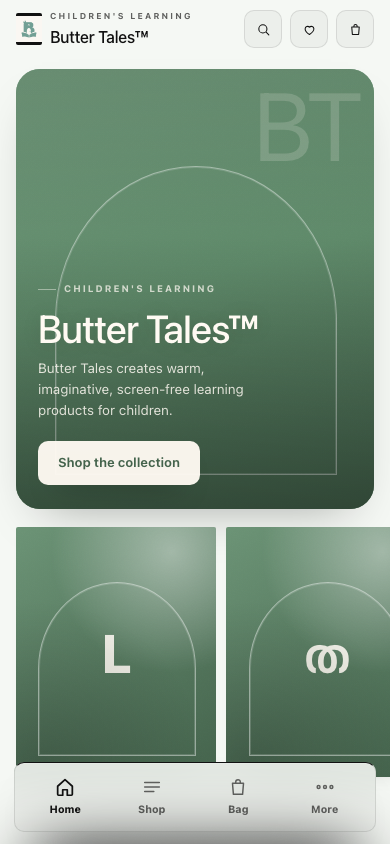 CHILDREN'S LEARNING
Butter Tales™
BT
CHILDREN'S LEARNING
Butter Tales™
Butter Tales creates warm,
imaginative, screen-free learning
products for children.
Shop the collection
L
Home
Shop
Bag
More